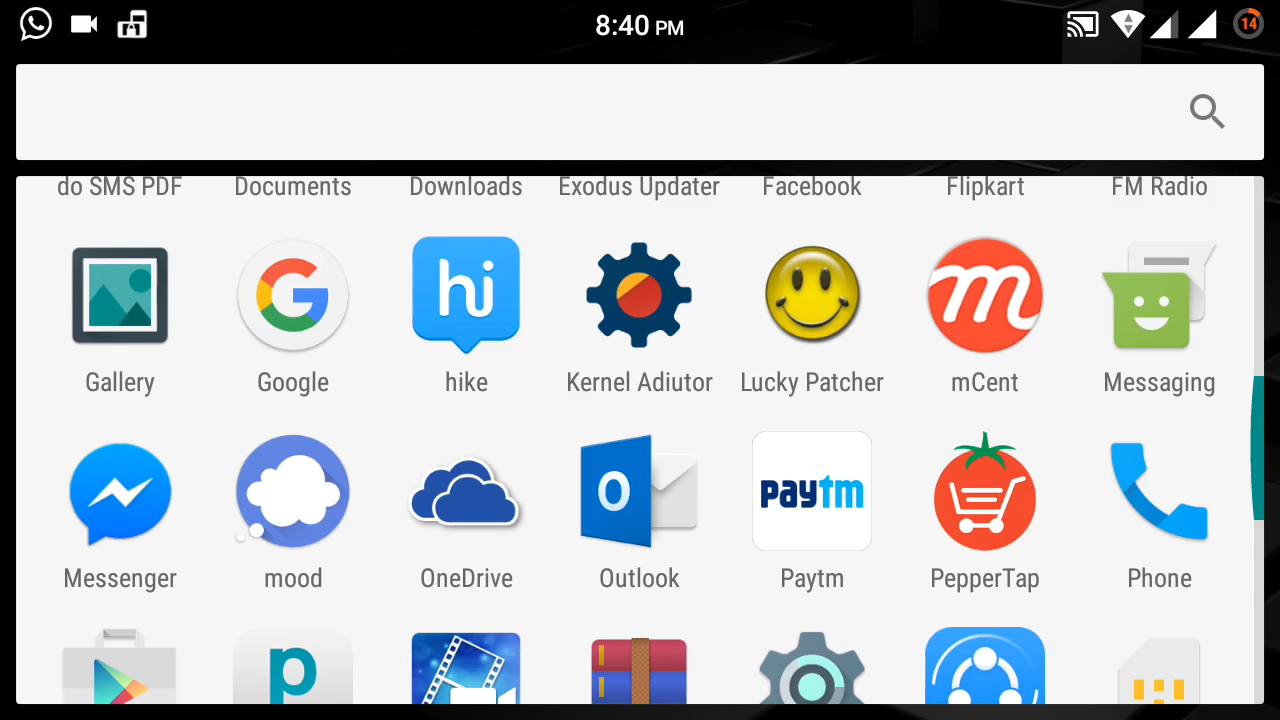 8:40 PM
14
do SMS PDF Documents Downloads Exodus Updater Facebook Flipkart FM Radio
G hi m
Gallery Google hike Kernel Adiutor Lucky Patcher mCent Messaging
O paytm
Messenger mood OneDrive Outlook Paytm PepperTap Phone
p